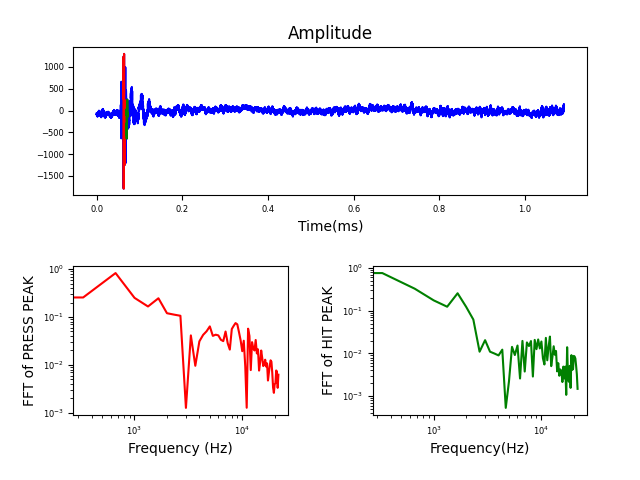 Amplitude
1000
500
0
−500
−1000
−1500
0.0 0.2 0.4 0.6 0.8 1.0
Time(ms)
FFT of PRESS PEAK
10⁰
10⁻¹
10⁻²
10⁻³
10³ 10⁴
Frequency (Hz)
FFT of HIT PEAK
10⁰
10⁻¹
10⁻²
10⁻³
10³ 10⁴
Frequency(Hz)